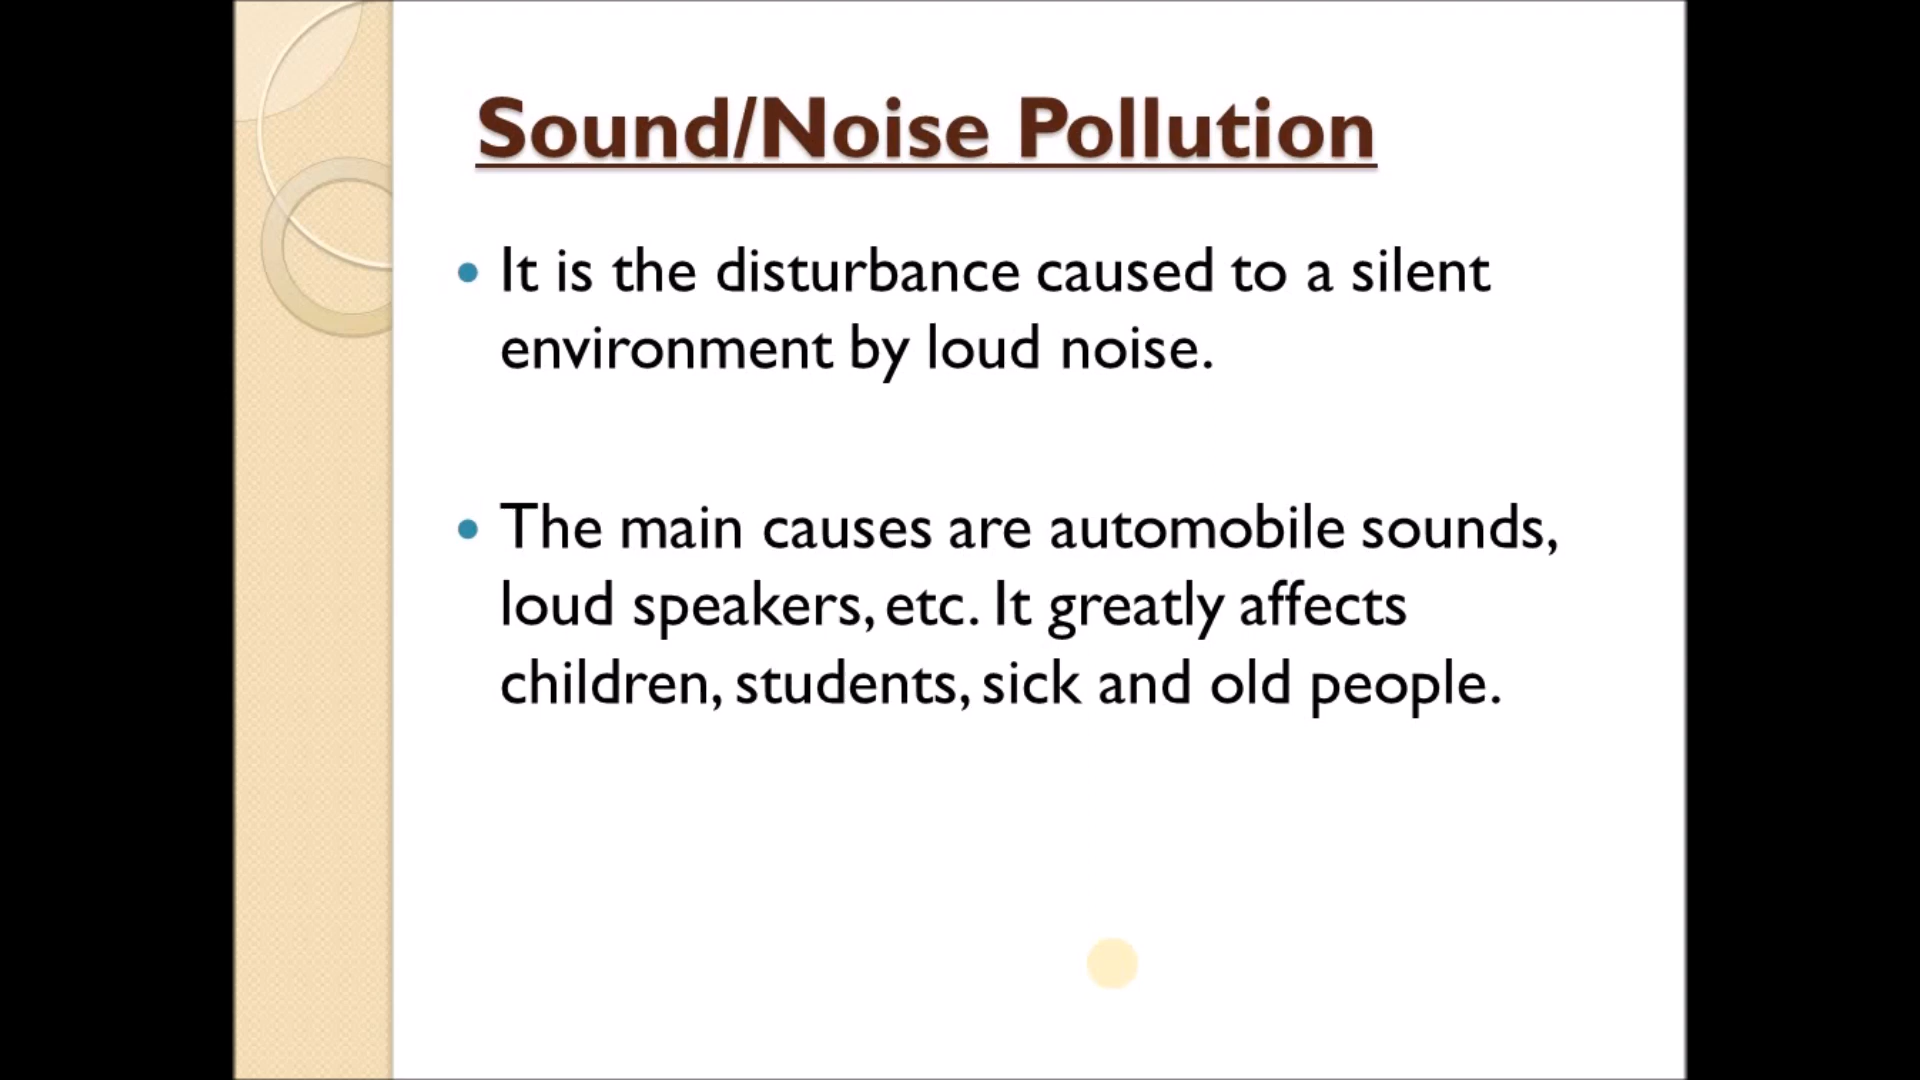 Sound/Noise Pollution
• It is the disturbance caused to a silent
environment by loud noise.
• The main causes are automobile sounds,
loud speakers, etc. It greatly affects
children, students, sick and old people.